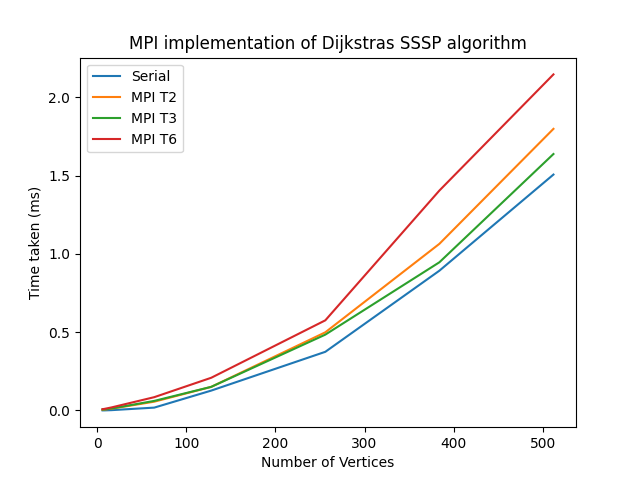 MPI implementation of Dijkstras SSSP algorithm
Serial
MPI T2
MPI T3
MPI T6
Time taken (ms)
2.0
1.5
1.0
0.5
0.0
0 100 200 300 400 500
Number of Vertices